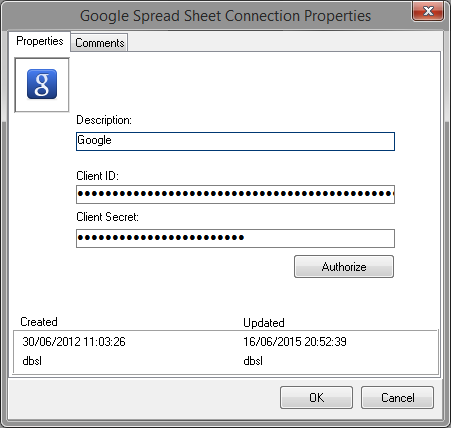 Google Spread Sheet Connection Properties
Properties Comments
g
Description:
Google
Client ID:
●●●●●●●●●●●●●●●●●●●●●●●●●●●●●●●●●●●●●●●●●●●●●
Client Secret:
●●●●●●●●●●●●●●●●●●●●●●●●
Authorize
Created Updated
30/06/2012 11:03:26 16/06/2015 20:52:39
dbsl dbsl
OK Cancel